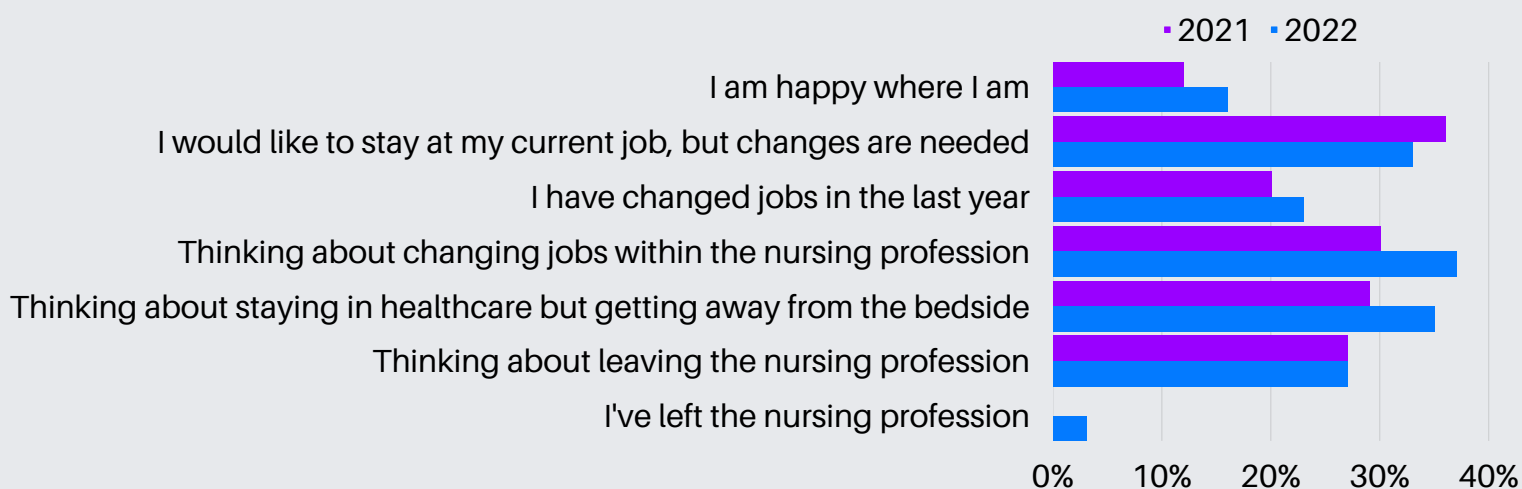 2021 2022
I am happy where I am
I would like to stay at my current job, but changes are needed
I have changed jobs in the last year
Thinking about changing jobs within the nursing profession
Thinking about staying in healthcare but getting away from the bedside
Thinking about leaving the nursing profession
I've left the nursing profession
0% 10% 20% 30% 40%